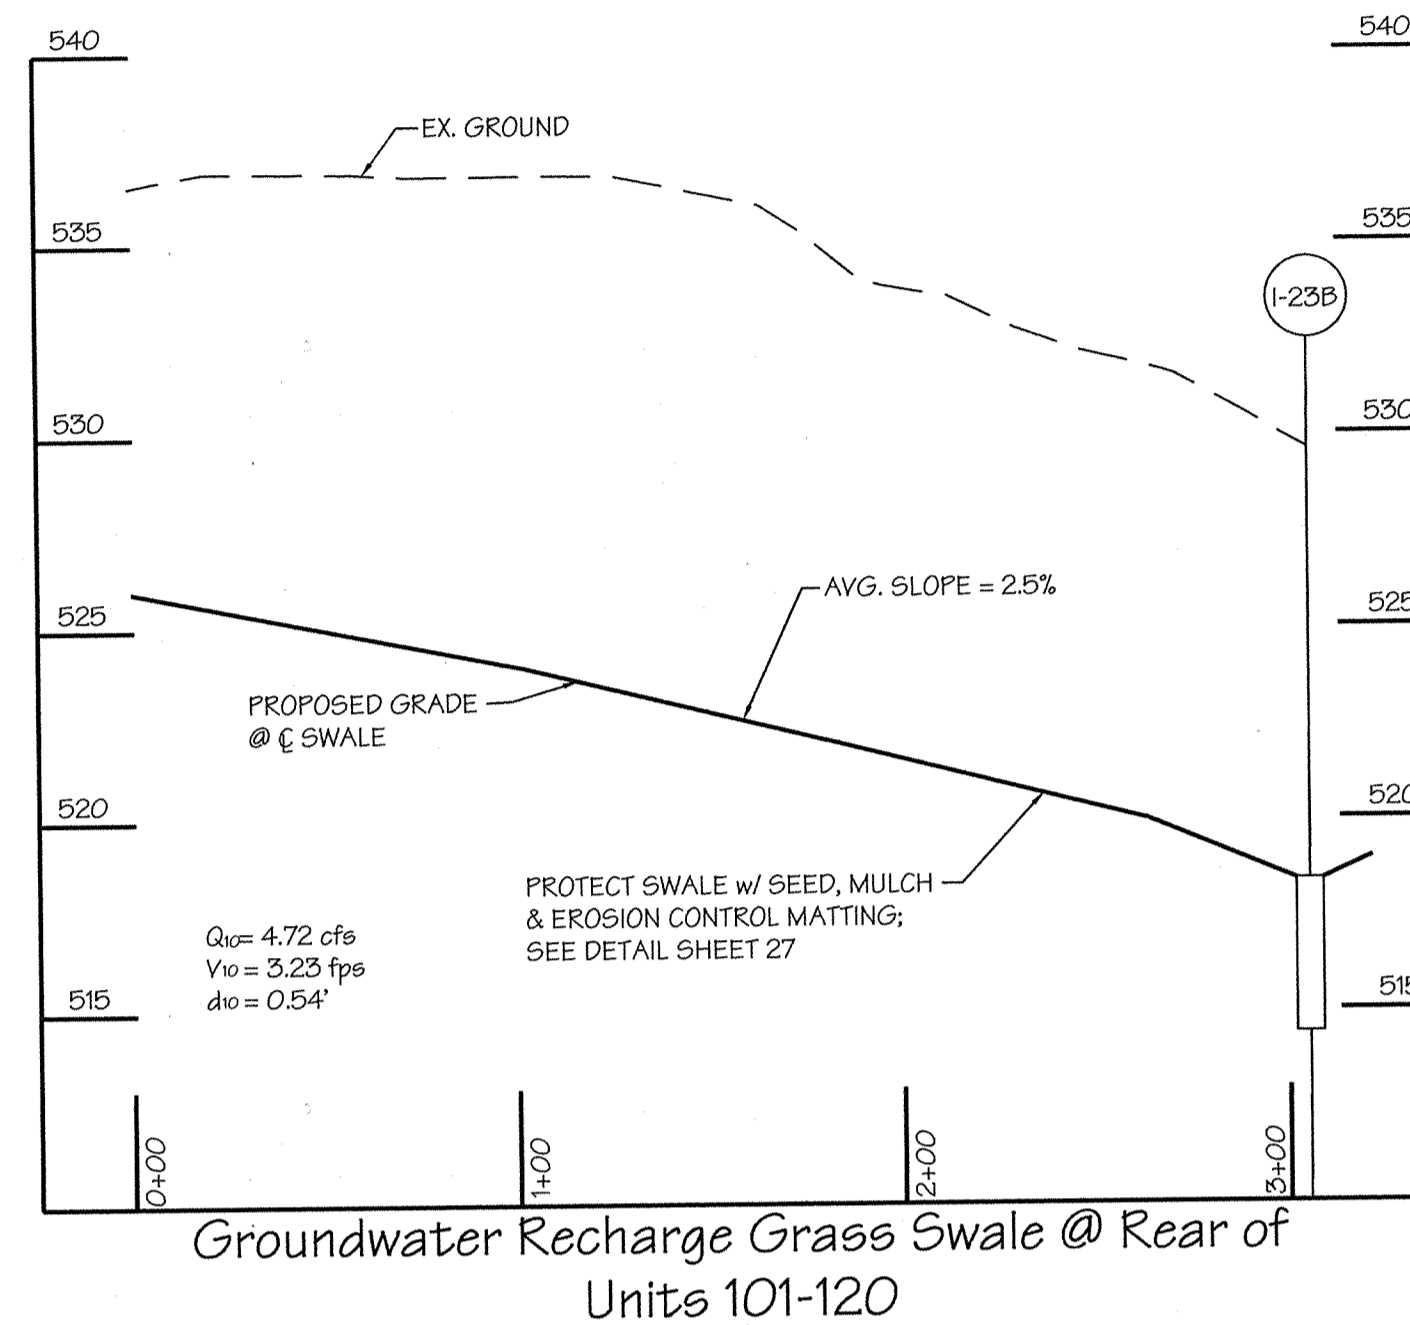 540
540
EX. GROUND
535
535
I-23B
530
530
AVG. SLOPE = 2.5%
525
525
PROPOSED GRADE
@ ℄ SWALE
520
520
PROTECT SWALE w/ SEED, MULCH
& EROSION CONTROL MATTING;
SEE DETAIL SHEET 27
Q10= 4.72 cfs
V10 = 3.23 fps
d10 = 0.54'
515
515
0+00
1+00
2+00
3+00
Groundwater Recharge Grass Swale @ Rear of
Units 101-120